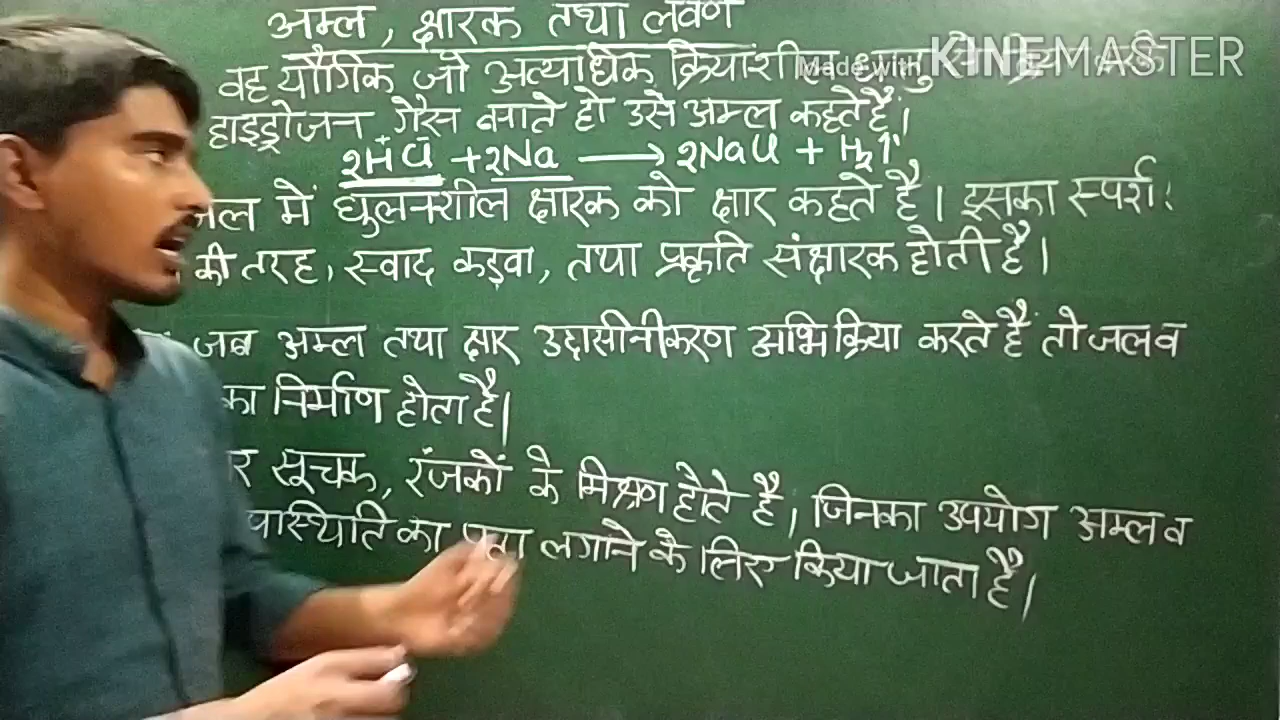 अम्ल, क्षारक तथा लवण
वह यौगिक जो अत्याधिक क्रियाशील
Made with KINEMASTER
हाइड्रोजन गैस बनाते हो उसे अम्ल कहते हैं।
2HCl + 2Na ⟶ 2NaCl + H2↑
जल में घुलनशील क्षारक को क्षार कहते है। इसका स्पर्श
की तरह, स्वाद कड़वा, तथा प्रकृति संक्षारक होती है।
जब अम्ल तथा क्षार उदासीनीकरण अभिक्रिया करते हैं तो जल व
का निर्माण होता है।
सूचक, रंजकों के मिश्रण होते है, जिनका उपयोग अम्ल व
का पता लगाने के लिए किया जाता है।